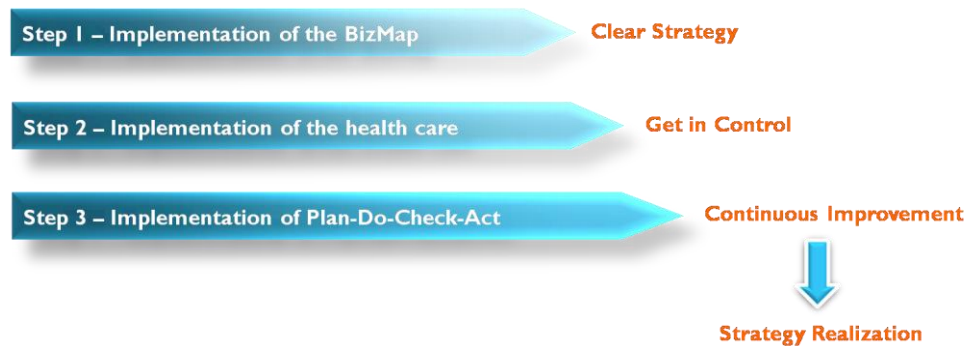 Step 1 – Implementation of the BizMap
Clear Strategy
Step 2 – Implementation of the health care
Get in Control
Step 3 – Implementation of Plan-Do-Check-Act
Continuous Improvement
Strategy Realization